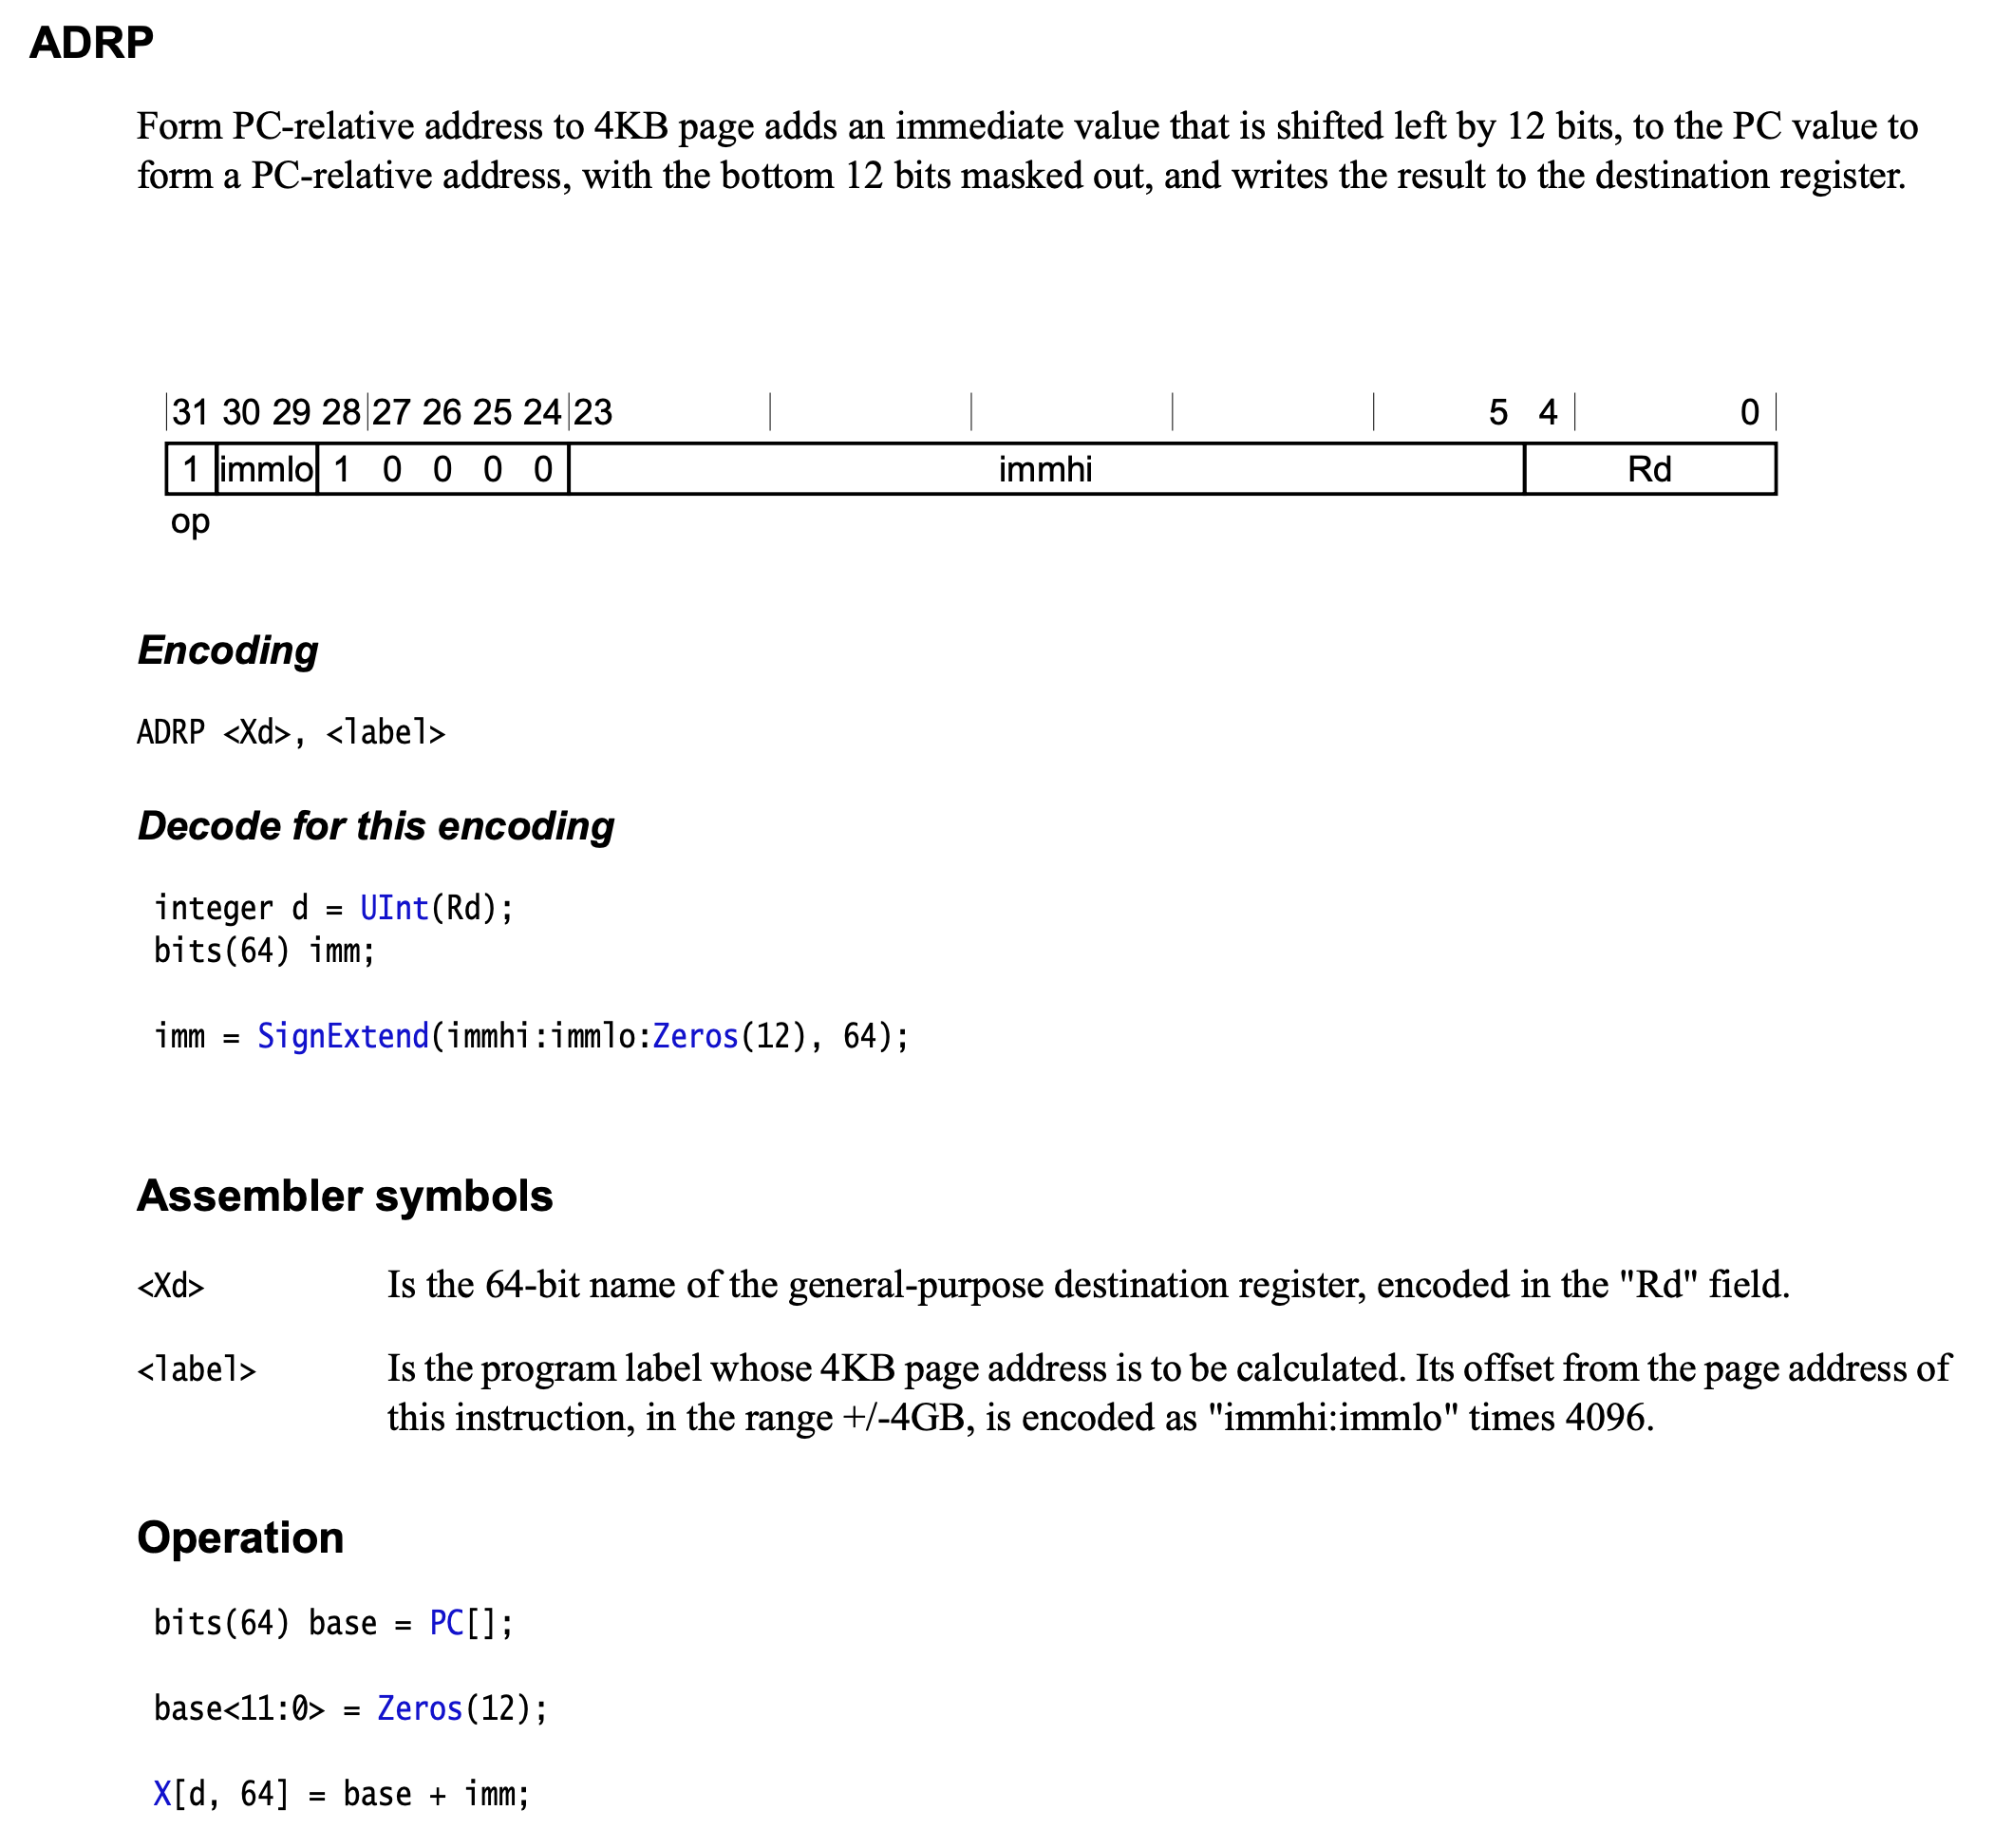 ADRP
Form PC-relative address to 4KB page adds an immediate value that is shifted left by 12 bits, to the PC value to
form a PC-relative address, with the bottom 12 bits masked out, and writes the result to the destination register.
31 30 29 28 27 26 25 24 23 5 4 0
1 immlo 1 0 0 0 0 immhi Rd
op
Encoding
ADRP <Xd>, <label>
Decode for this encoding
integer d = UInt(Rd);
bits(64) imm;
imm = SignExtend(immhi:immlo:Zeros(12), 64);
Assembler symbols
<Xd> Is the 64-bit name of the general-purpose destination register, encoded in the "Rd" field.
<label> Is the program label whose 4KB page address is to be calculated. Its offset from the page address of
this instruction, in the range +/-4GB, is encoded as "immhi:immlo" times 4096.
Operation
bits(64) base = PC[];
base<11:0> = Zeros(12);
X[d, 64] = base + imm;